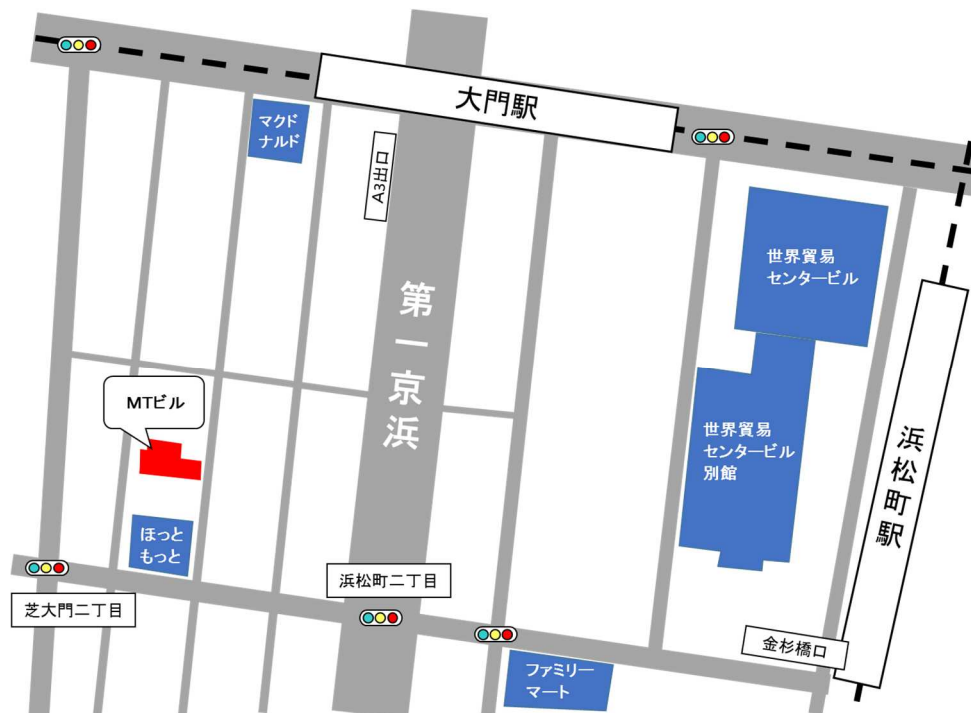 大門駅
マクド
ナルド
A3出口
世界貿易
センタービル
第一京浜
MTビル
世界貿易
センタービル
別館
浜松町駅
ほっと
もっと
浜松町二丁目
芝大門二丁目
金杉橋口
ファミリー
マート